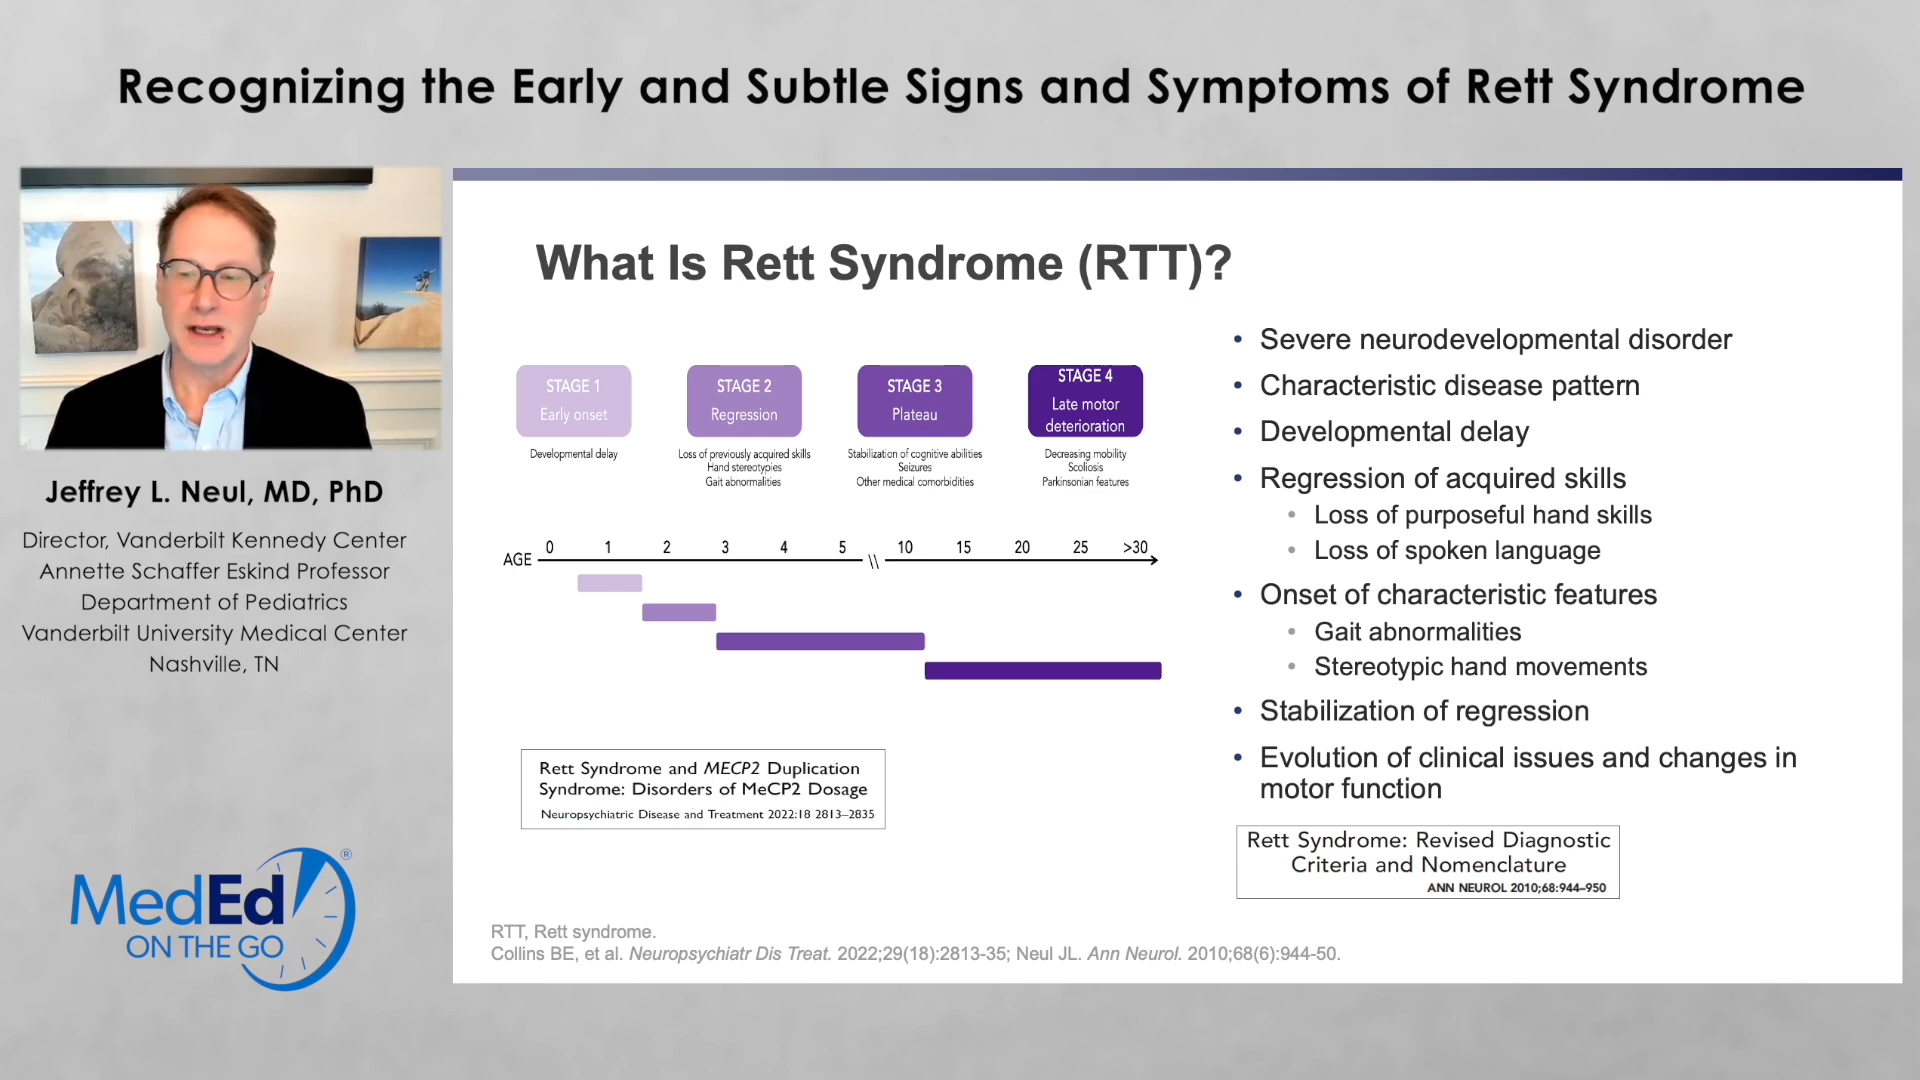 Recognizing the Early and Subtle Signs and Symptoms of Rett Syndrome
Jeffrey L. Neul, MD, PhD
Director, Vanderbilt Kennedy Center
Annette Schaffer Eskind Professor
Department of Pediatrics
Vanderbilt University Medical Center
Nashville, TN
MedEd®
ON THE GO
What Is Rett Syndrome (RTT)?
STAGE 1
Early onset
Developmental delay
STAGE 2
Regression
Loss of previously acquired skills
Hand stereotypies
Gait abnormalities
STAGE 3
Plateau
Stabilization of cognitive abilities
Seizures
Other medical comorbidities
STAGE 4
Late motor
deterioration
Decreasing mobility
Scoliosis
Parkinsonian features
AGE 0 1 2 3 4 5 \\ 10 15 20 25 >30
Rett Syndrome and MECP2 Duplication
Syndrome: Disorders of MeCP2 Dosage
Neuropsychiatric Disease and Treatment 2022:18 2813–2835
• Severe neurodevelopmental disorder
• Characteristic disease pattern
• Developmental delay
• Regression of acquired skills
• Loss of purposeful hand skills
• Loss of spoken language
• Onset of characteristic features
• Gait abnormalities
• Stereotypic hand movements
• Stabilization of regression
• Evolution of clinical issues and changes in
motor function
Rett Syndrome: Revised Diagnostic
Criteria and Nomenclature
ANN NEUROL 2010;68:944–950
RTT, Rett syndrome.
Collins BE, et al. Neuropsychiatr Dis Treat. 2022;29(18):2813-35; Neul JL. Ann Neurol. 2010;68(6):944-50.